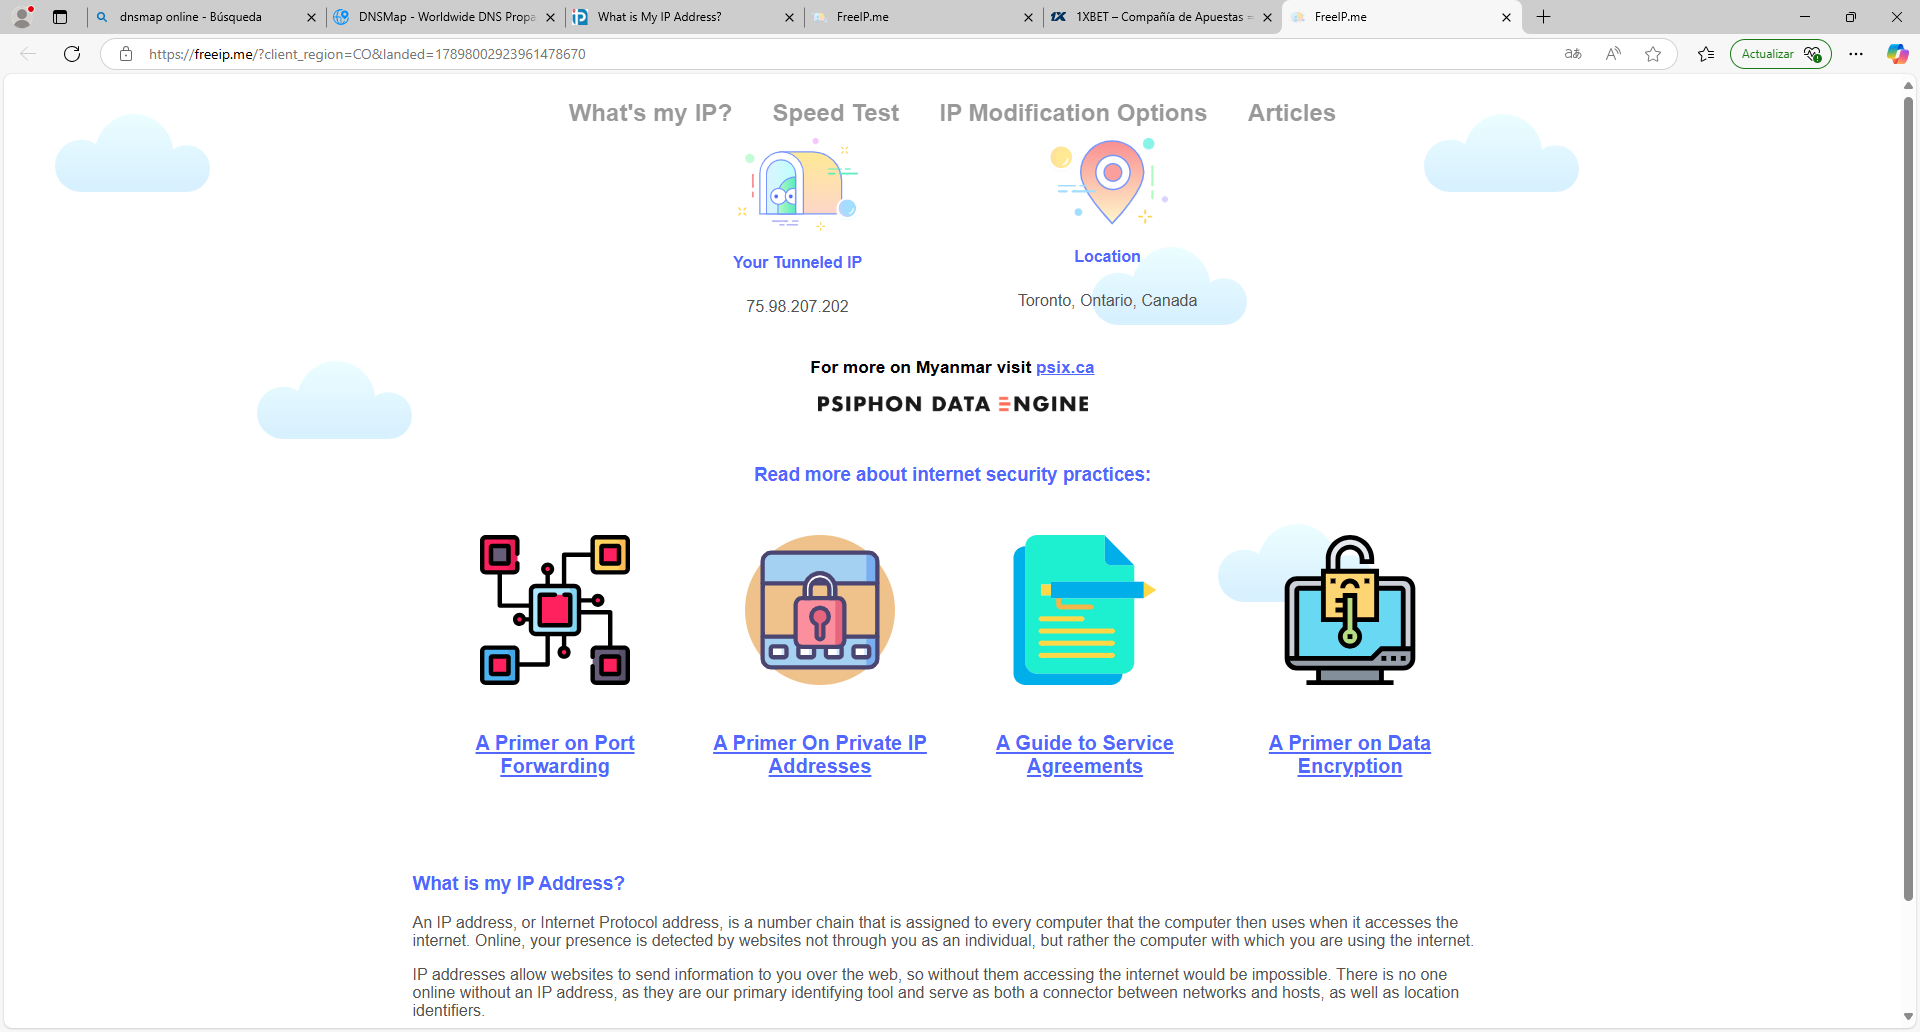 dnsmap online - Búsqueda
DNSMap - Worldwide DNS Propa
What is My IP Address?
FreeIP.me
1XBET – Compañía de Apuestas
FreeIP.me
https://freeip.me/?client_region=CO&landed=17898002923961478670
Actualizar
What's my IP?
Speed Test
IP Modification Options
Articles
Your Tunneled IP
75.98.207.202
Location
Toronto, Ontario, Canada
For more on Myanmar visit psix.ca
PSIPHON DATA ENGINE
Read more about internet security practices:
A Primer on Port
Forwarding
A Primer On Private IP
Addresses
A Guide to Service
Agreements
A Primer on Data
Encryption
What is my IP Address?
An IP address, or Internet Protocol address, is a number chain that is assigned to every computer that the computer then uses when it accesses the
internet. Online, your presence is detected by websites not through you as an individual, but rather the computer with which you are using the internet.
IP addresses allow websites to send information to you over the web, so without them accessing the internet would be impossible. There is no one
online without an IP address, as they are our primary identifying tool and serve as both a connector between networks and hosts, as well as location
identifiers.